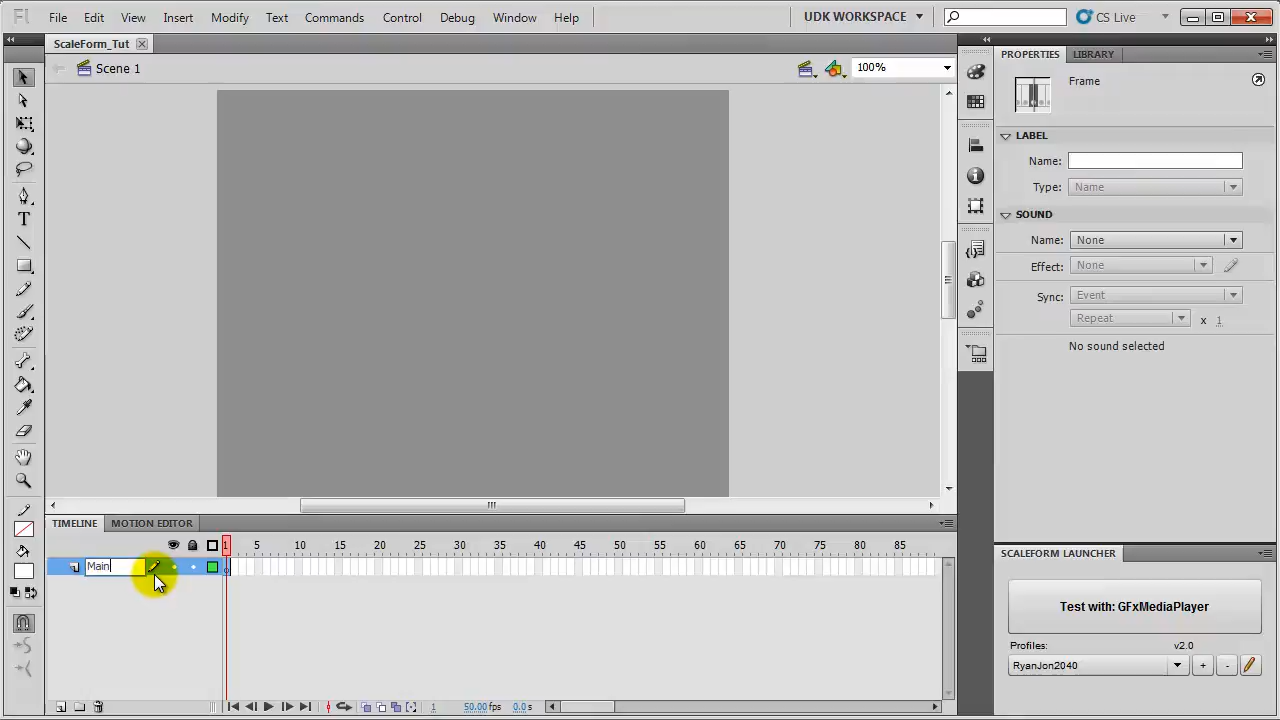 Fl File Edit View Insert Modify Text Commands Control Debug Window Help UDK WORKSPACE CS Live
ScaleForm_Tut
Scene 1 100%
PROPERTIES LIBRARY
Frame
LABEL
Name:
Type: Name
SOUND
Name: None
Effect: None
Sync: Event
Repeat x 1
No sound selected
TIMELINE MOTION EDITOR
1 5 10 15 20 25 30 35 40 45 50 55 60 65 70 75 80 85
Main
1 50.00 fps 0.0 s
SCALEFORM LAUNCHER
Test with: GFxMediaPlayer
Profiles: v2.0
RyanJon2040 + -